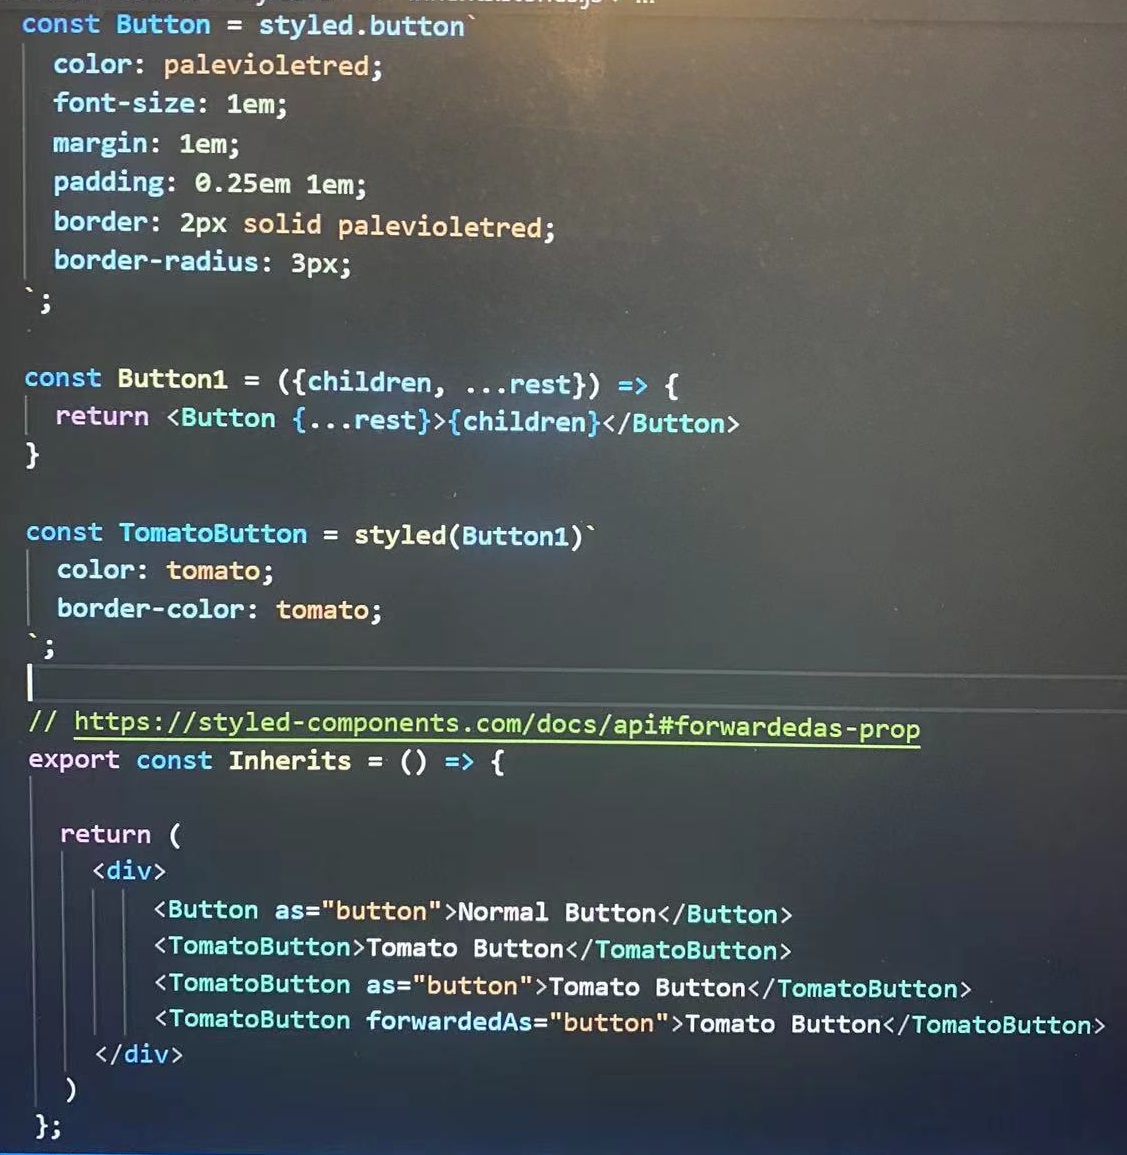 const Button = styled.button`
color: palevioletred;
font-size: 1em;
margin: 1em;
padding: 0.25em 1em;
border: 2px solid palevioletred;
border-radius: 3px;
`;
const Button1 = ({children, ...rest}) => {
return <Button {...rest}>{children}</Button>
}
const TomatoButton = styled(Button1)`
color: tomato;
border-color: tomato;
`;
// https://styled-components.com/docs/api#forwardedas-prop
export const Inherits = () => {
return (
<div>
<Button as="button">Normal Button</Button>
<TomatoButton>Tomato Button</TomatoButton>
<TomatoButton as="button">Tomato Button</TomatoButton>
<TomatoButton forwardedAs="button">Tomato Button</TomatoButton>
</div>
)
};